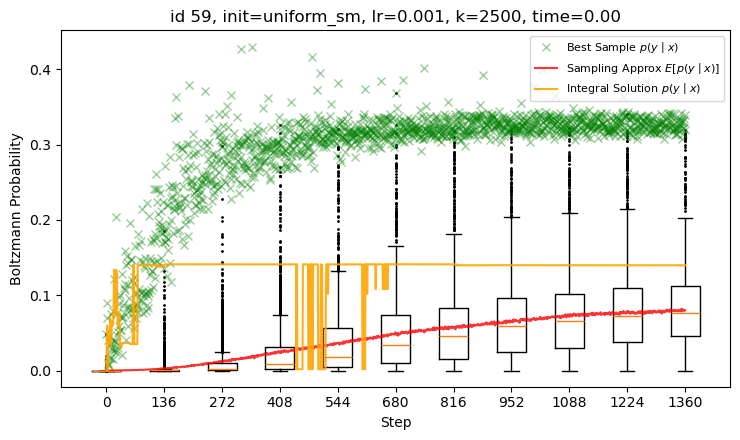 id 59, init=uniform_sm, lr=0.001, k=2500, time=0.00
Best Sample p(y | x)
Sampling Approx E[p(y | x)]
Integral Solution p(y | x)
Boltzmann Probability
0.4
0.3
0.2
0.1
0.0
0 136 272 408 544 680 816 952 1088 1224 1360
Step